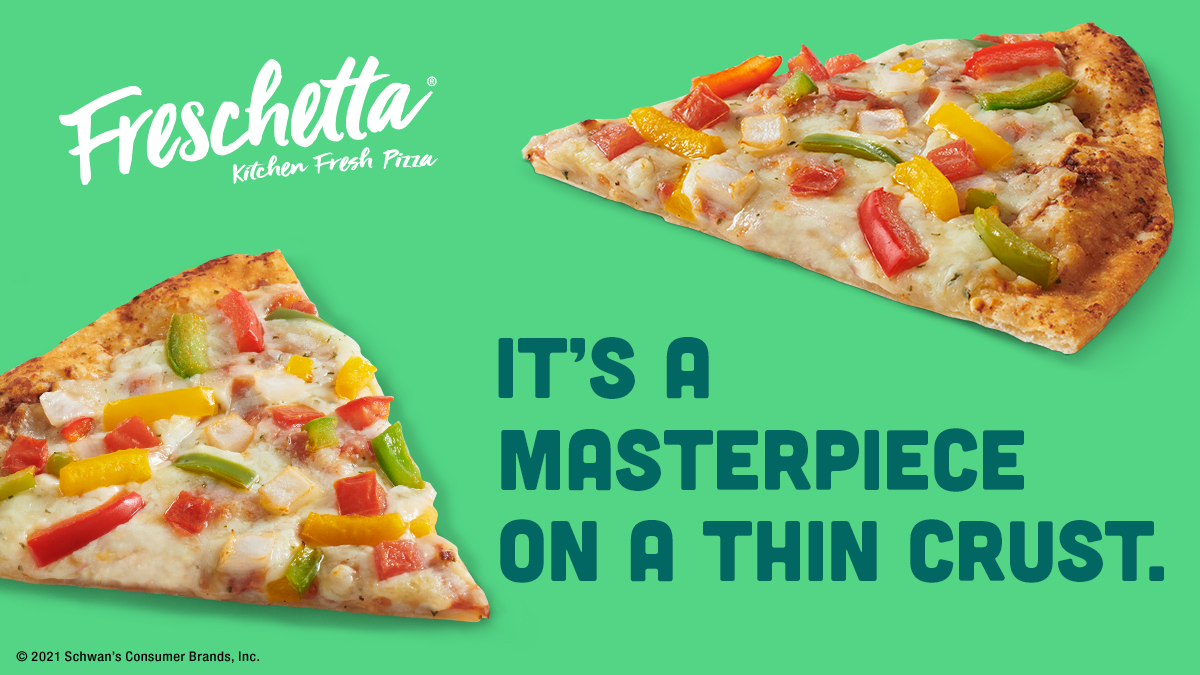 Freschetta®
Kitchen Fresh Pizza
IT'S A
MASTERPIECE
ON A THIN CRUST.
© 2021 Schwan's Consumer Brands, Inc.